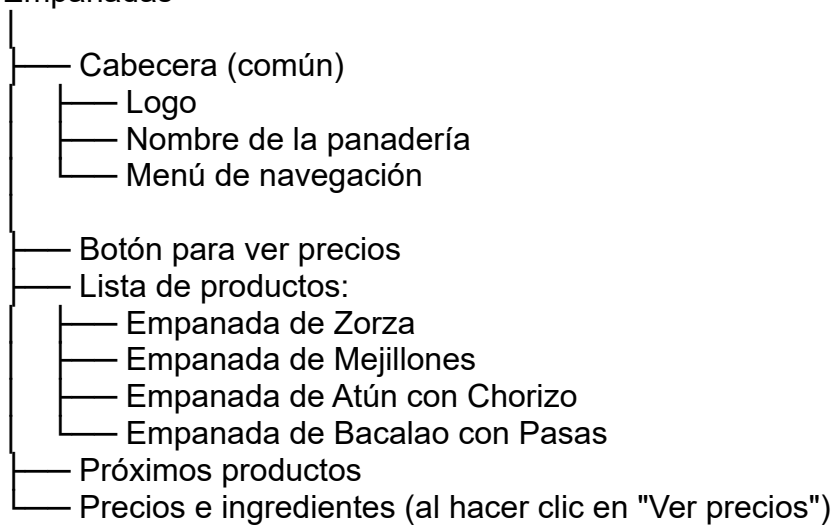 Empanadas
Cabecera (común)
Logo
Nombre de la panadería
Menú de navegación
Botón para ver precios
Lista de productos:
Empanada de Zorza
Empanada de Mejillones
Empanada de Atún con Chorizo
Empanada de Bacalao con Pasas
Próximos productos
Precios e ingredientes (al hacer clic en "Ver precios")